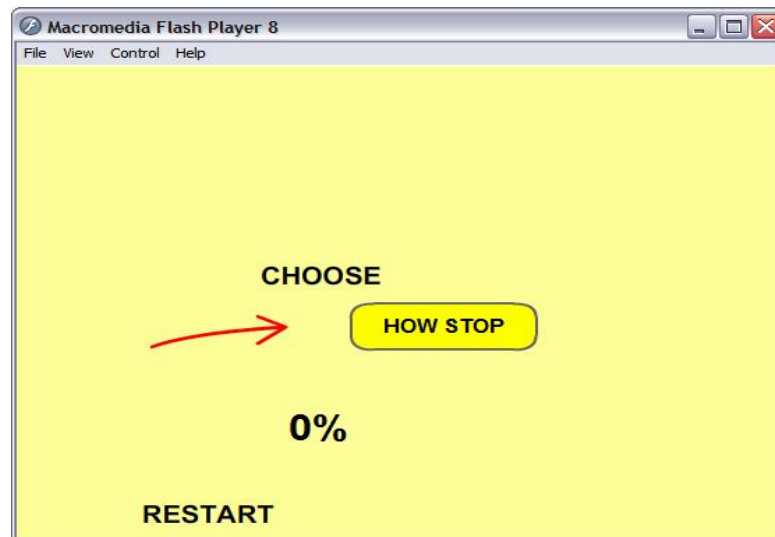 Macromedia Flash Player 8
File View Control Help
CHOOSE
HOW STOP
0%
RESTART